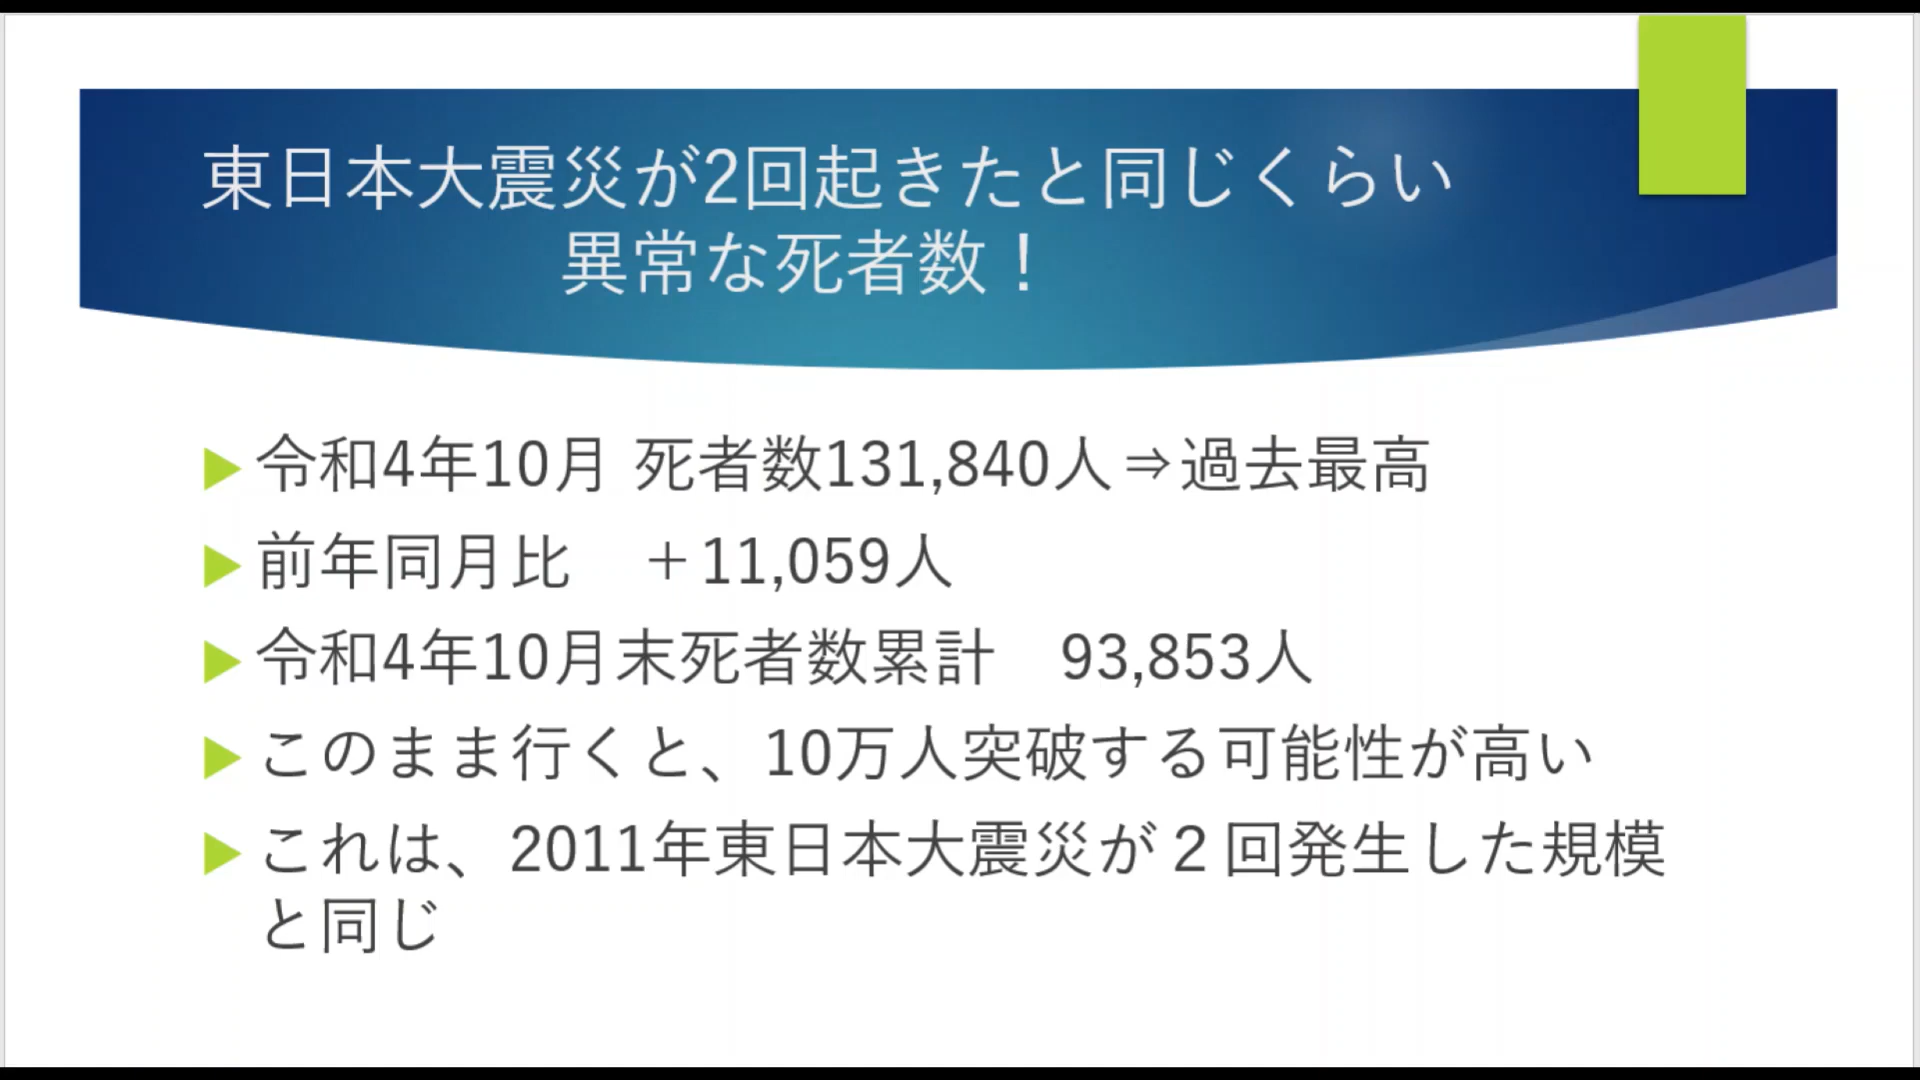 東日本大震災が2回起きたと同じくらい
異常な死者数！
令和4年10月 死者数131,840人⇒過去最高
前年同月比　＋11,059人
令和4年10月末死者数累計　93,853人
このまま行くと、10万人突破する可能性が高い
これは、2011年東日本大震災が２回発生した規模
と同じ